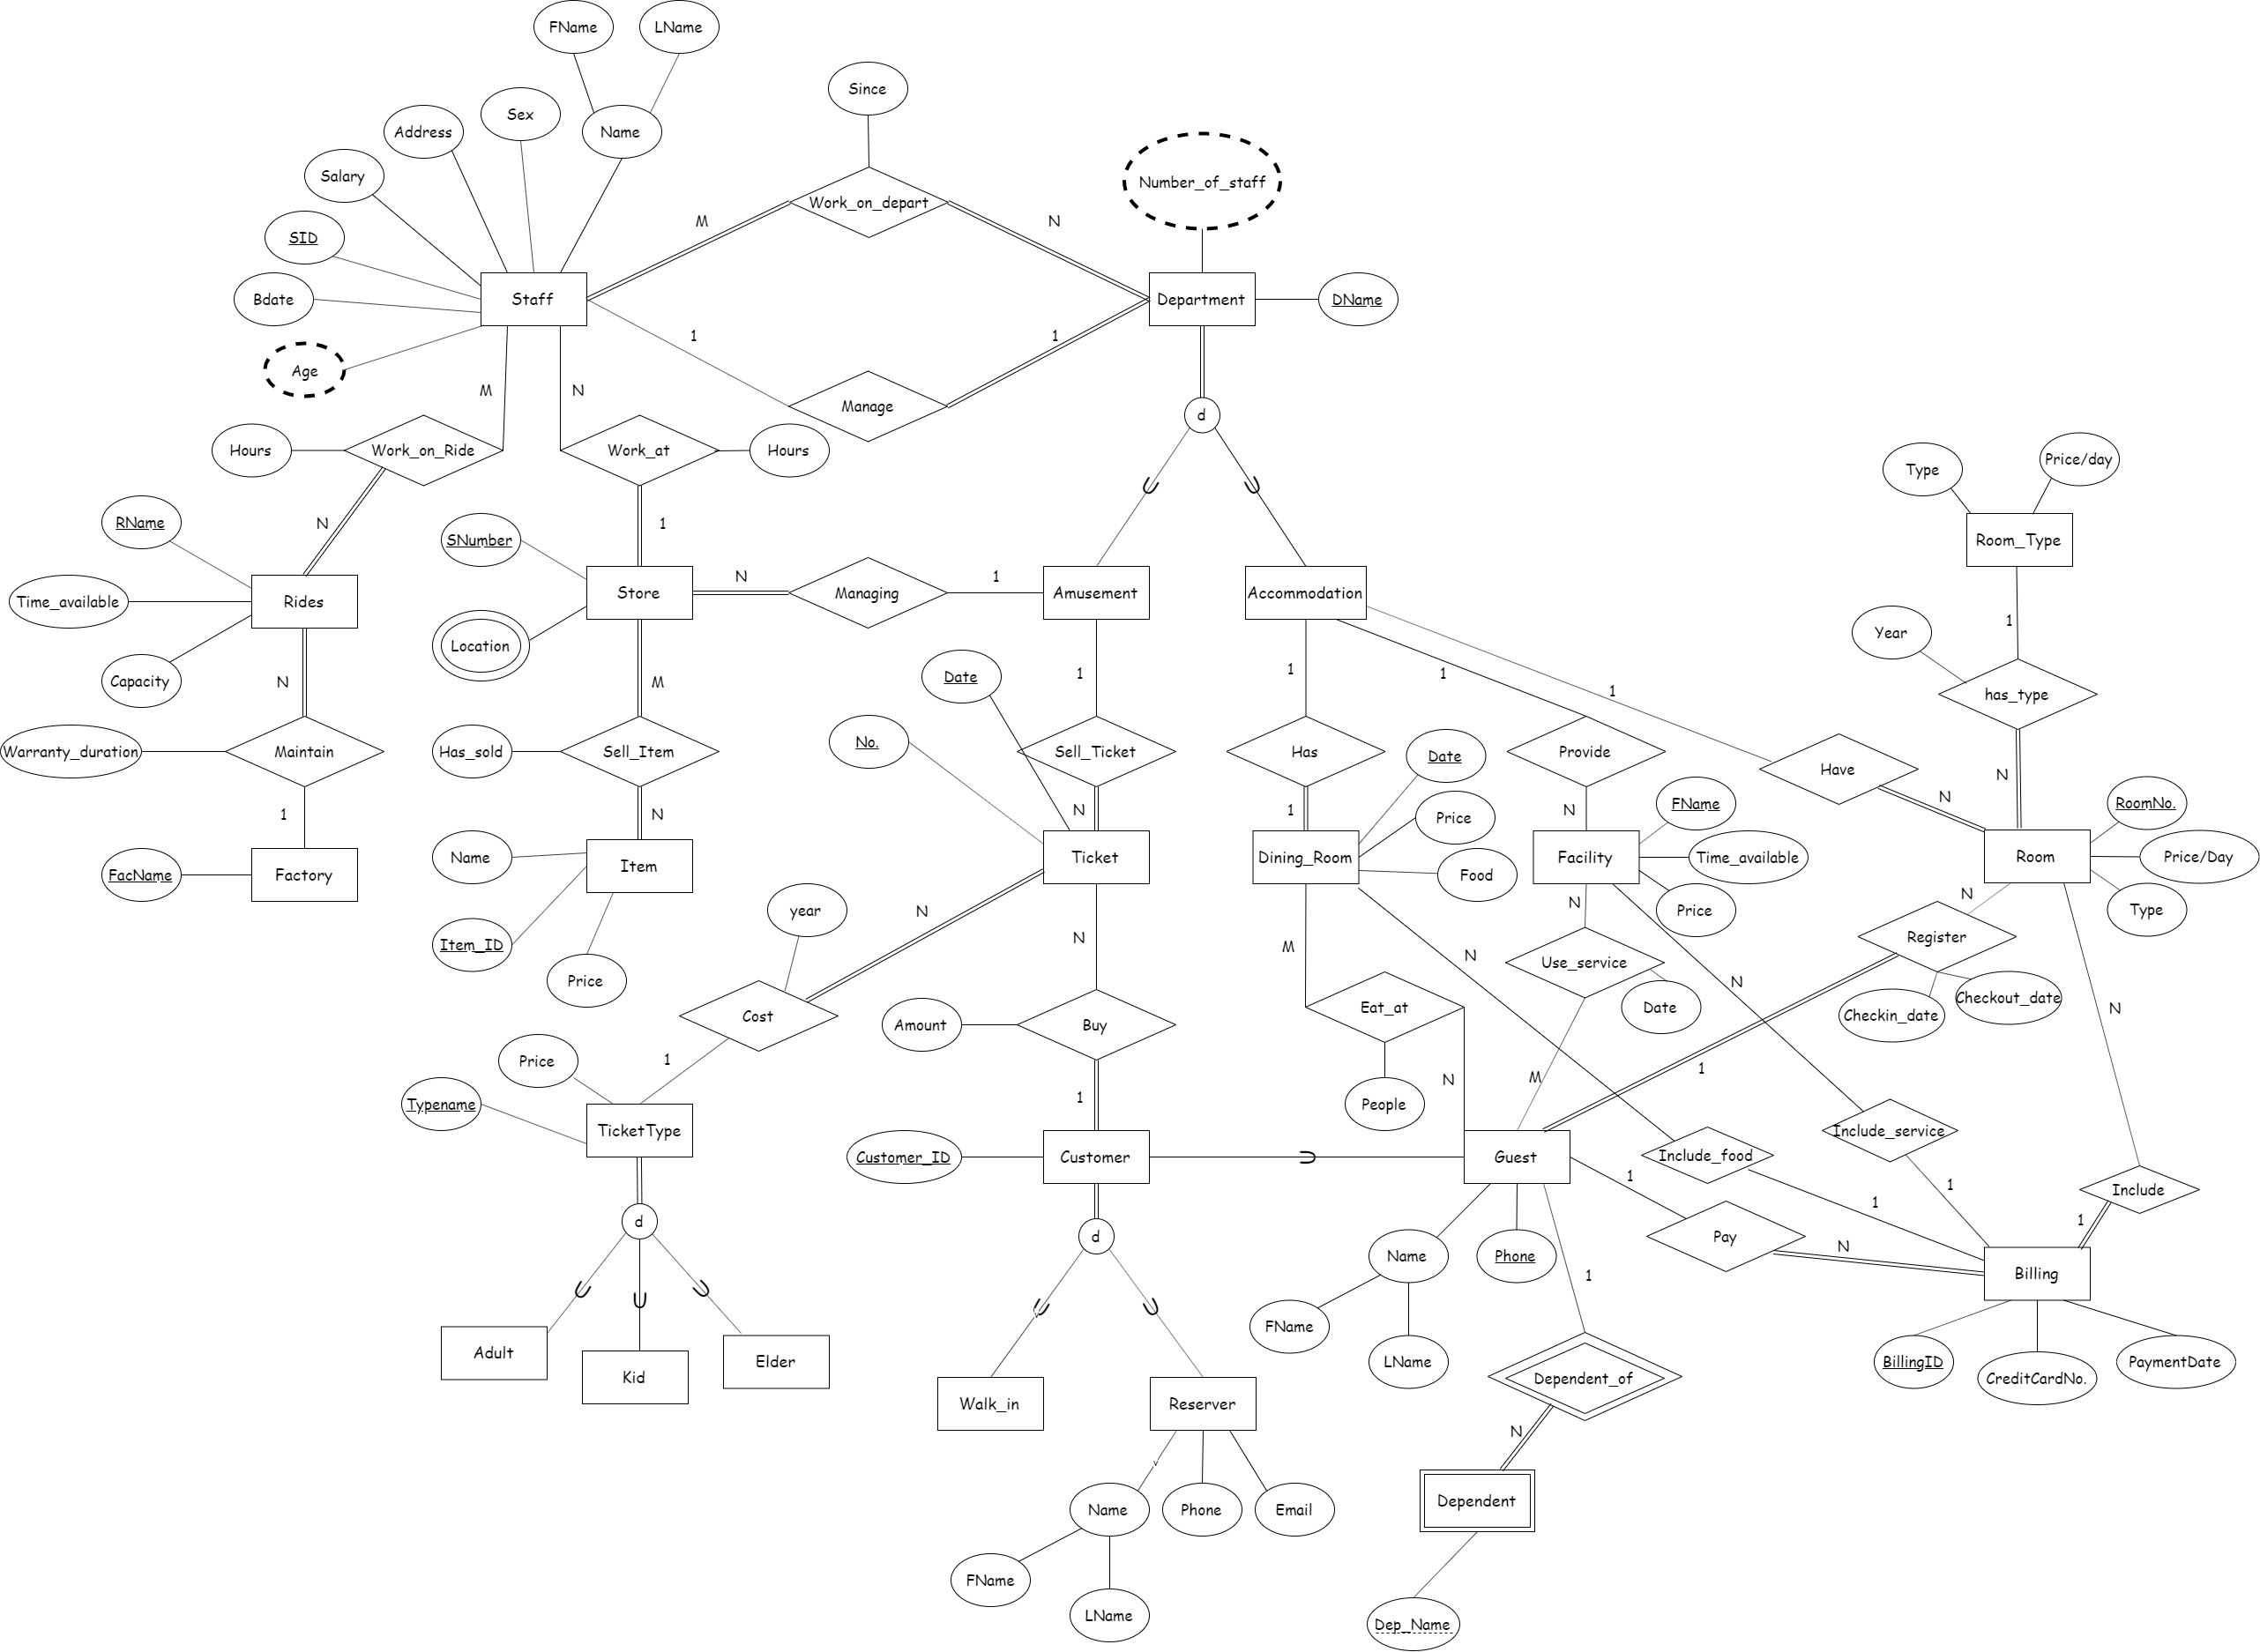 FName
LName
Since
Sex
Address
Name
Salary
Number_of_staff
Work_on_depart
M
N
SID
Bdate
Staff
Department
DName
1
1
Age
M
N
Manage
d
Hours
Work_on_Ride
Work_at
Hours
Type
Price/day
RName
N
1
SNumber
Room_Type
N
1
Time_available
Rides
Store
Managing
Amusement
Accommodation
1
Year
Location
Capacity
N
M
Date
1
1
1
1
has_type
Warranty_duration
Maintain
Has_sold
Sell_Item
No.
Sell_Ticket
Has
Date
Provide
Have
N
1
N
N
1
Price
N
N
FName
RoomNo.
Name
Item
Ticket
Dining_Room
Facility
Time_available
Room
Price/Day
FacName
Factory
Food
N
year
N
N
Price
Type
Item_ID
N
M
Register
Price
N
Use_service
N
Cost
Amount
Buy
Eat_at
Date
Checkin_date
Checkout_date
N
Price
1
1
N
M
1
Typename
People
TicketType
Include_service
Customer_ID
Customer
Guest
Include_food
1
1
1
Include
d
d
Name
Phone
Pay
N
1
1
Billing
FName
Adult
Kid
Elder
LName
BillingID
CreditCardNo.
PaymentDate
Dependent_of
Walk_in
Reserver
N
Name
Phone
Email
Dependent
FName
LName
Dep_Name